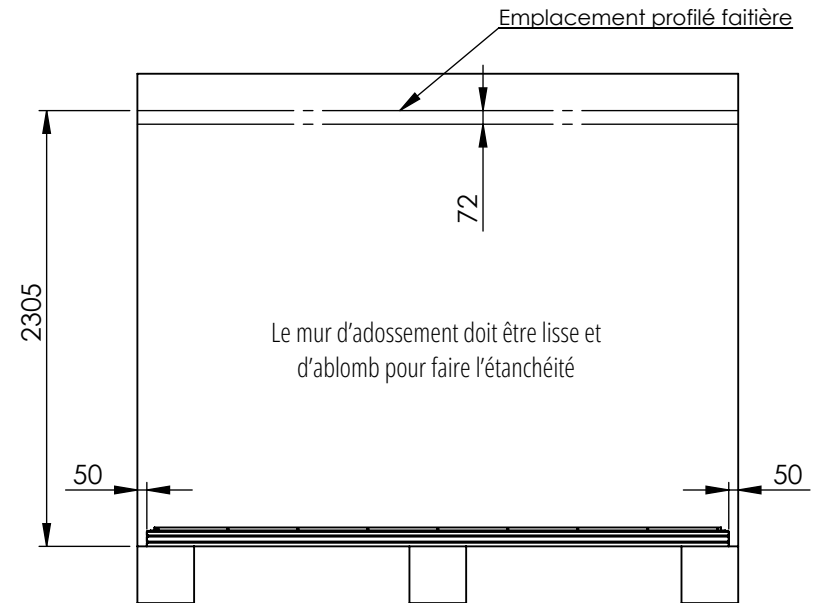 Emplacement profilé faitière
72
2305
Le mur d'adossement doit être lisse et
d'ablomb pour faire l'étanchéité
50
50